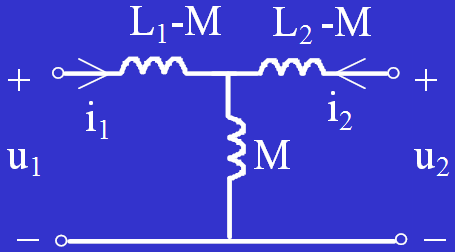 L₁-M L₂-M
+ +
i₁ i₂
u₁ M u₂
− −